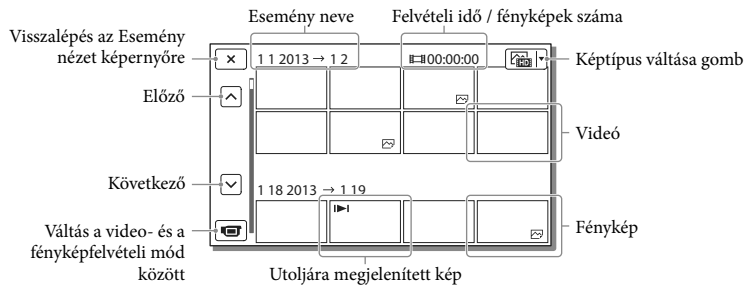 Esemény neve
Felvételi idő / fényképek száma
Visszalépés az Esemény
nézet képernyőre
1 1 2013 → 1 2
00:00:00
HD
Képtípus váltása gomb
Előző
Videó
Következő
1 18 2013 → 1 19
Fénykép
Váltás a video- és a
fényképfelvételi mód
között
Utoljára megjelenített kép